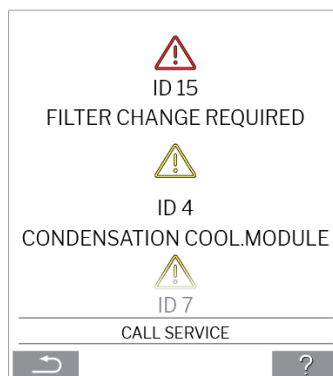 ID 15
FILTER CHANGE REQUIRED
ID 4
CONDENSATION COOL.MODULE
ID 7
CALL SERVICE
?